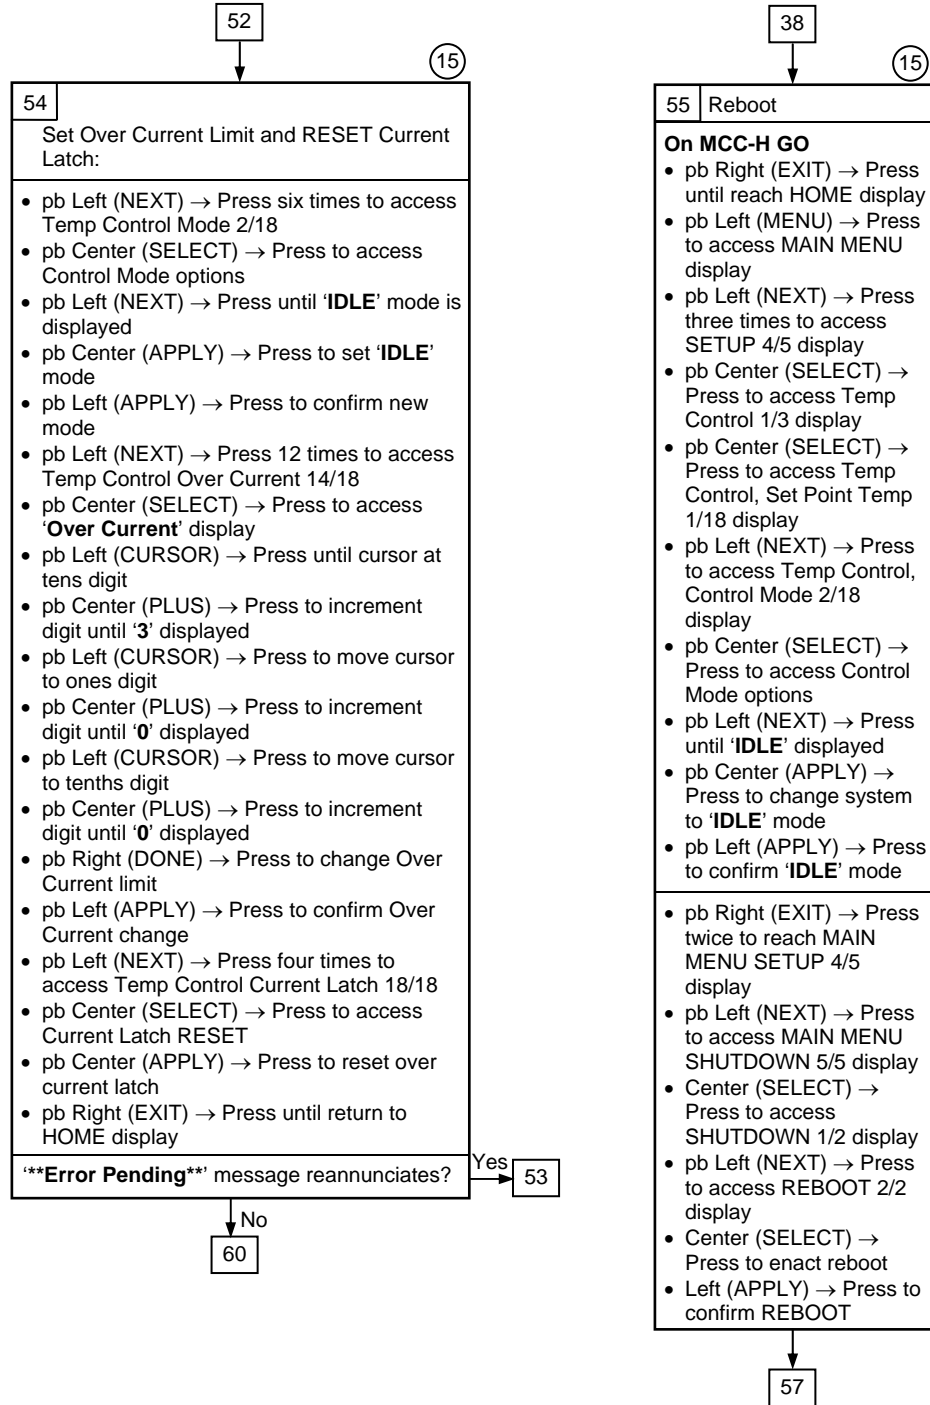 52
15
54
Set Over Current Limit and RESET Current
Latch:
• pb Left (NEXT) → Press six times to access
Temp Control Mode 2/18
• pb Center (SELECT) → Press to access
Control Mode options
• pb Left (NEXT) → Press until ‘IDLE’ mode is
displayed
• pb Center (APPLY) → Press to set ‘IDLE’
mode
• pb Left (APPLY) → Press to confirm new
mode
• pb Left (NEXT) → Press 12 times to access
Temp Control Over Current 14/18
• pb Center (SELECT) → Press to access
‘Over Current’ display
• pb Left (CURSOR) → Press until cursor at
tens digit
• pb Center (PLUS) → Press to increment
digit until ‘3’ displayed
• pb Left (CURSOR) → Press to move cursor
to ones digit
• pb Center (PLUS) → Press to increment
digit until ‘0’ displayed
• pb Left (CURSOR) → Press to move cursor
to tenths digit
• pb Center (PLUS) → Press to increment
digit until ‘0’ displayed
• pb Right (DONE) → Press to change Over
Current limit
• pb Left (APPLY) → Press to confirm Over
Current change
• pb Left (NEXT) → Press four times to
access Temp Control Current Latch 18/18
• pb Center (SELECT) → Press to access
Current Latch RESET
• pb Center (APPLY) → Press to reset over
current latch
• pb Right (EXIT) → Press until return to
HOME display
‘**Error Pending**’ message reannunciates?
Yes
53
No
60
38
15
55 Reboot
On MCC-H GO
• pb Right (EXIT) → Press
until reach HOME display
• pb Left (MENU) → Press
to access MAIN MENU
display
• pb Left (NEXT) → Press
three times to access
SETUP 4/5 display
• pb Center (SELECT) →
Press to access Temp
Control 1/3 display
• pb Center (SELECT) →
Press to access Temp
Control, Set Point Temp
1/18 display
• pb Left (NEXT) → Press
to access Temp Control,
Control Mode 2/18
display
• pb Center (SELECT) →
Press to access Control
Mode options
• pb Left (NEXT) → Press
until ‘IDLE’ displayed
• pb Center (APPLY) →
Press to change system
to ‘IDLE’ mode
• pb Left (APPLY) → Press
to confirm ‘IDLE’ mode
• pb Right (EXIT) → Press
twice to reach MAIN
MENU SETUP 4/5
display
• pb Left (NEXT) → Press
to access MAIN MENU
SHUTDOWN 5/5 display
• Center (SELECT) →
Press to access
SHUTDOWN 1/2 display
• pb Left (NEXT) → Press
to access REBOOT 2/2
display
• Center (SELECT) →
Press to enact reboot
• Left (APPLY) → Press to
confirm REBOOT
57